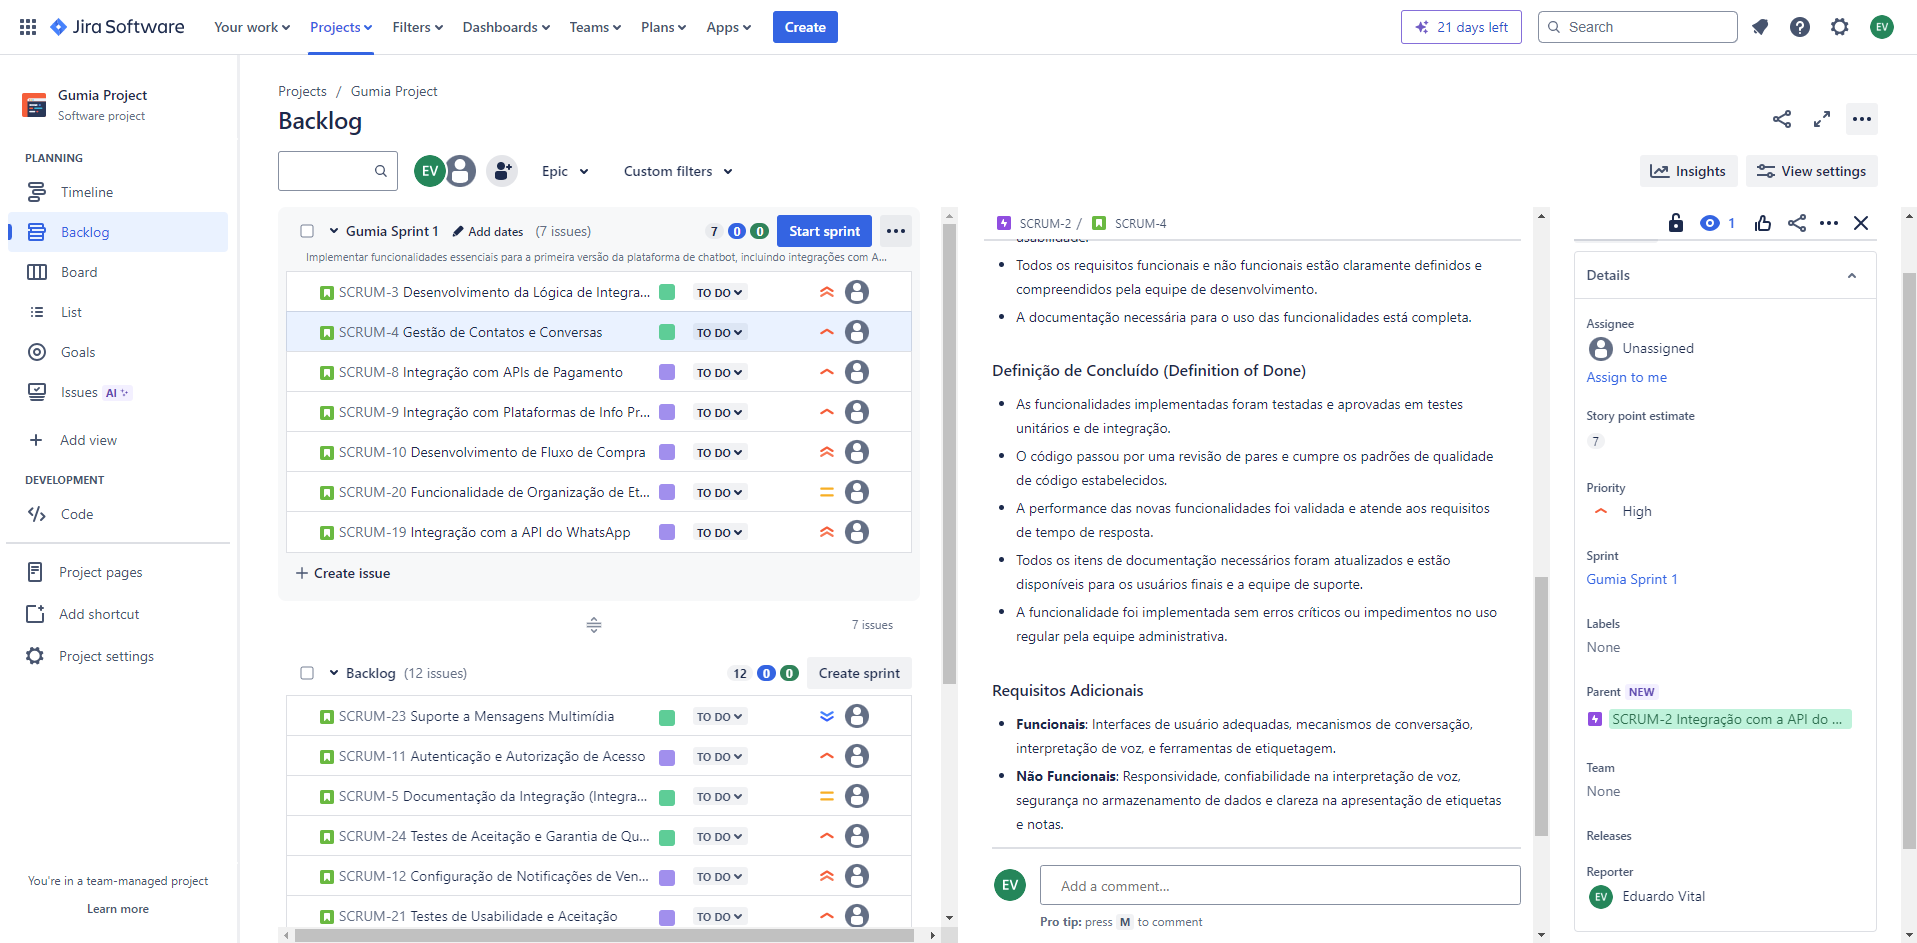 Jira Software
Your work
Projects
Filters
Dashboards
Teams
Plans
Apps
Create
21 days left
Search
EV
Gumia Project
Software project
PLANNING
Timeline
Backlog
Board
List
Goals
Issues AI
Add view
DEVELOPMENT
Code
Project pages
Add shortcut
Project settings
You're in a team-managed project
Learn more
Projects / Gumia Project
Backlog
EV
Epic
Custom filters
Insights
View settings
Gumia Sprint 1 Add dates (7 issues) 7 0 0 Start sprint
Implementar funcionalidades essenciais para a primeira versão da plataforma de chatbot, incluindo integrações com A...
SCRUM-3 Desenvolvimento da Lógica de Integra... TO DO
SCRUM-4 Gestão de Contatos e Conversas TO DO
SCRUM-8 Integração com APIs de Pagamento TO DO
SCRUM-9 Integração com Plataformas de Info Pr... TO DO
SCRUM-10 Desenvolvimento de Fluxo de Compra TO DO
SCRUM-20 Funcionalidade de Organização de Et... TO DO
SCRUM-19 Integração com a API do WhatsApp TO DO
+ Create issue
7 issues
Backlog (12 issues) 12 0 0 Create sprint
SCRUM-23 Suporte a Mensagens Multimídia TO DO
SCRUM-11 Autenticação e Autorização de Acesso TO DO
SCRUM-5 Documentação da Integração (Integra... TO DO
SCRUM-24 Testes de Aceitação e Garantia de Qu... TO DO
SCRUM-12 Configuração de Notificações de Ven... TO DO
SCRUM-21 Testes de Usabilidade e Aceitação TO DO
SCRUM-2 / SCRUM-4
usabilidade.
• Todos os requisitos funcionais e não funcionais estão claramente definidos e
compreendidos pela equipe de desenvolvimento.
• A documentação necessária para o uso das funcionalidades está completa.
Definição de Concluído (Definition of Done)
• As funcionalidades implementadas foram testadas e aprovadas em testes
unitários e de integração.
• O código passou por uma revisão de pares e cumpre os padrões de qualidade
de código estabelecidos.
• A performance das novas funcionalidades foi validada e atende aos requisitos
de tempo de resposta.
• Todos os itens de documentação necessários foram atualizados e estão
disponíveis para os usuários finais e a equipe de suporte.
• A funcionalidade foi implementada sem erros críticos ou impedimentos no uso
regular pela equipe administrativa.
Requisitos Adicionais
• Funcionais: Interfaces de usuário adequadas, mecanismos de conversação,
interpretação de voz, e ferramentas de etiquetagem.
• Não Funcionais: Responsividade, confiabilidade na interpretação de voz,
segurança no armazenamento de dados e clareza na apresentação de etiquetas
e notas.
EV
Add a comment...
Pro tip: press M to comment
1
Details
Assignee
Unassigned
Assign to me
Story point estimate
7
Priority
High
Sprint
Gumia Sprint 1
Labels
None
Parent NEW
SCRUM-2 Integração com a API do ...
Team
None
Releases
Reporter
EV Eduardo Vital